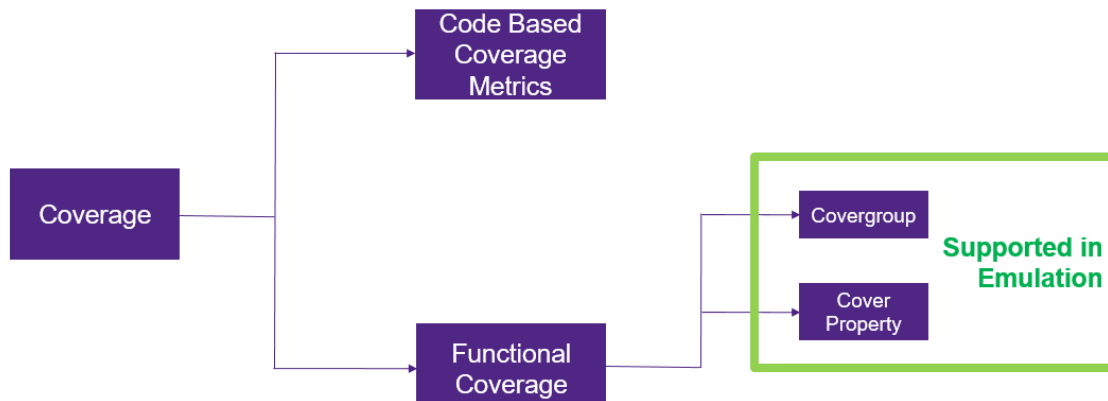 Code Based
Coverage
Metrics
Coverage
Covergroup
Supported in
Emulation
Cover
Property
Functional
Coverage